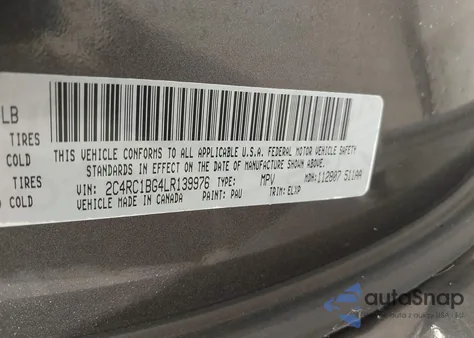 LB
TIRES
COLD
TIRES
COLD
THIS VEHICLE CONFORMS TO ALL APPLICABLE U.S.A. FEDERAL MOTOR VEHICLE SAFETY
STANDARDS IN EFFECT ON THE DATE OF MANUFACTURE SHOWN ABOVE.
VIN: 2C4RC1BG4LR139976 TYPE: MPV MDH: 112807 511AA
VEHICLE MADE IN CANADA PAINT: PAU TRIM: ELXP
autoSnap